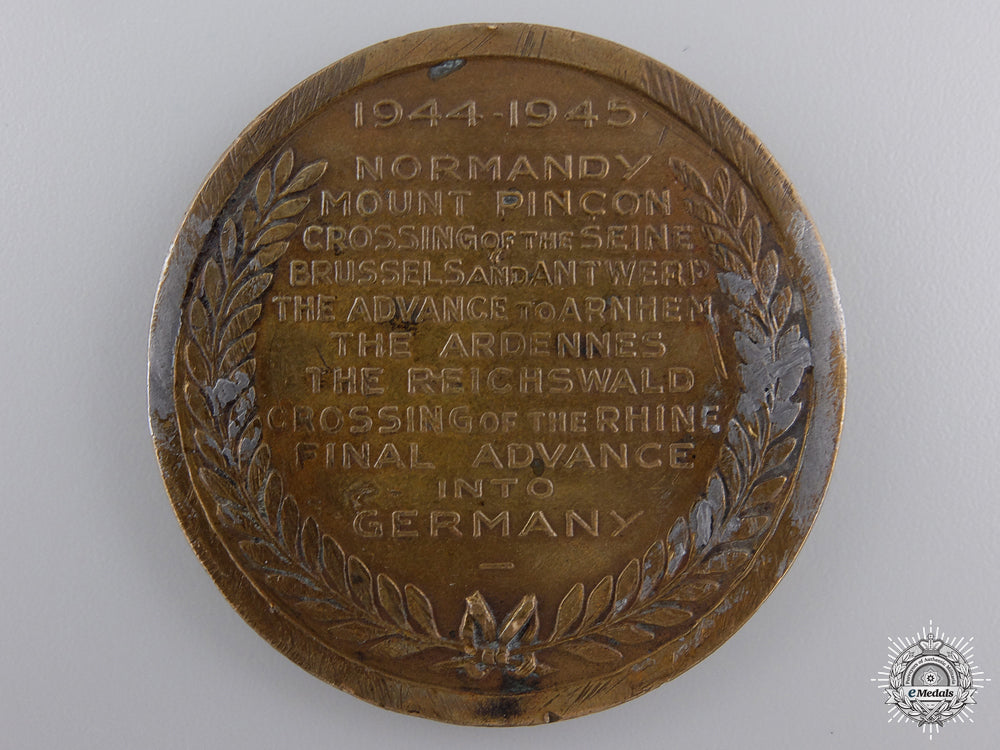 1944-1945
NORMANDY
MOUNT PINCON
CROSSING OF THE SEINE
BRUSSELS AND ANTWERP
THE ADVANCE TO ARNHEM
THE ARDENNES
THE REICHSWALD
CROSSING OF THE RHINE
FINAL ADVANCE
INTO
GERMANY
eMedals